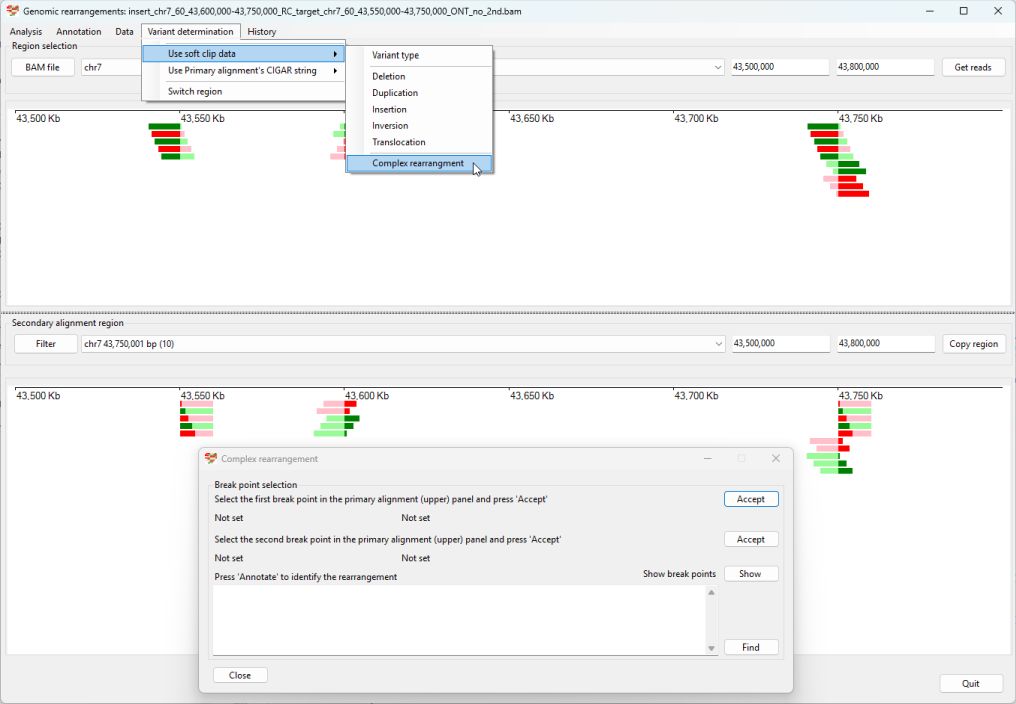 Genomic rearrangements: insert_chr7_60_43,600,000-43,750,000_RC_target_chr7_60_43,550,000-43,750,000_ONT_no_2nd.bam
Analysis Annotation Data Variant determination History
Region selection
Use soft clip data
Use Primary alignment's CIGAR string
Switch region
Variant type
Deletion
Duplication
Insertion
Inversion
Translocation
Complex rearrangment
BAM file chr7 43,500,000 43,800,000 Get reads
43,500 Kb 43,550 Kb 43,650 Kb 43,700 Kb 43,750 Kb
Secondary alignment region
Filter chr7 43,750,001 bp (10) 43,500,000 43,800,000 Copy region
43,500 Kb 43,550 Kb 43,600 Kb 43,650 Kb 43,700 Kb 43,750 Kb
Complex rearrangement
Break point selection
Select the first break point in the primary alignment (upper) panel and press 'Accept' Accept
Not set Not set
Select the second break point in the primary alignment (upper) panel and press 'Accept' Accept
Not set Not set
Press 'Annotate' to identify the rearrangement Show break points Show
Find
Close
Quit